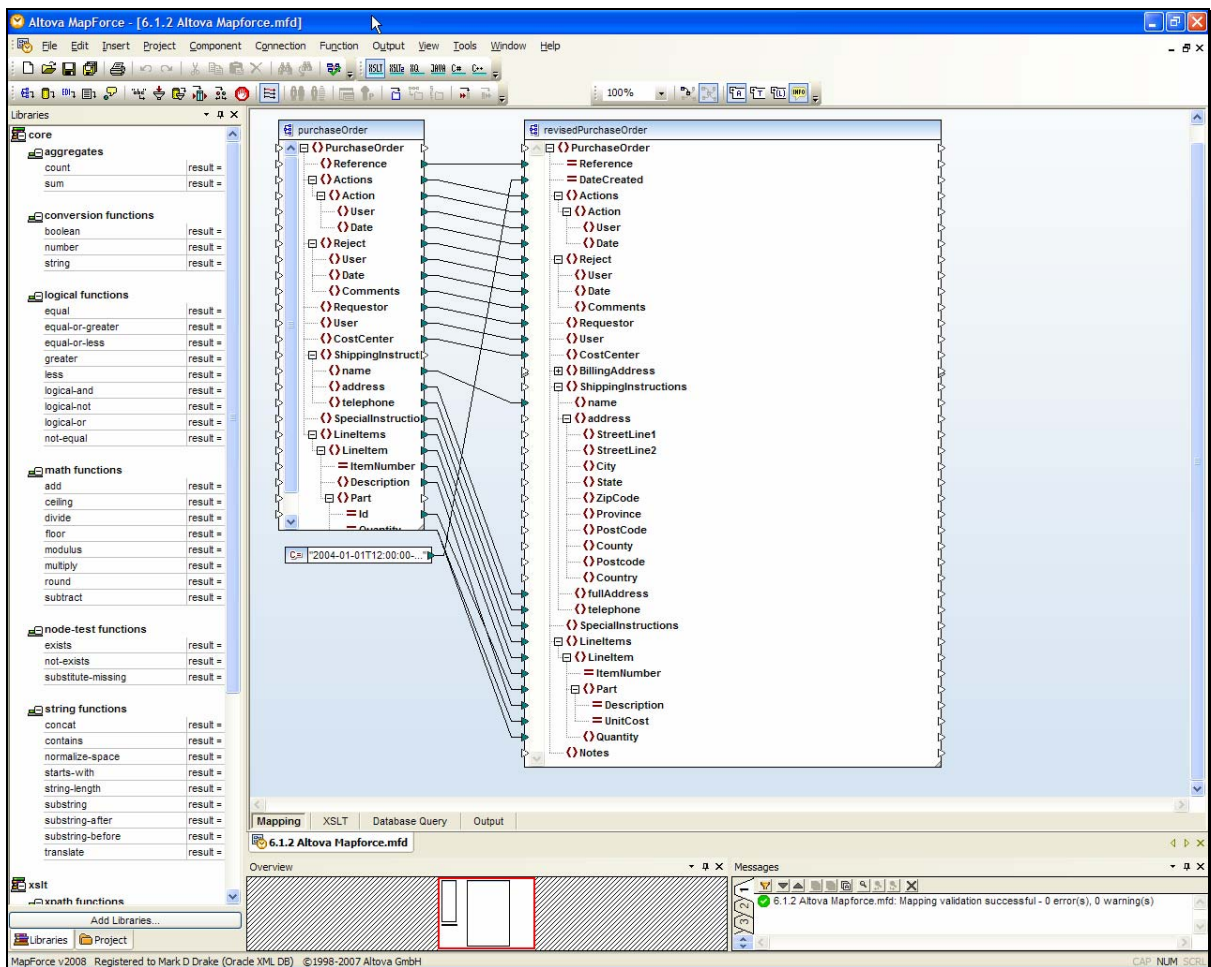 Altova MapForce - [6.1.2 Altova Mapforce.mfd]
File Edit Insert Project Component Connection Function Output View Tools Window Help
XSLT XSLT2 XQ JAVA C# C++
100%
INFO
Libraries
core
aggregates
count result =
sum result =
conversion functions
boolean result =
number result =
string result =
logical functions
equal result =
equal-or-greater result =
equal-or-less result =
greater result =
less result =
logical-and result =
logical-not result =
logical-or result =
not-equal result =
math functions
add result =
ceiling result =
divide result =
floor result =
modulus result =
multiply result =
round result =
subtract result =
node-test functions
exists result =
not-exists result =
substitute-missing result =
string functions
concat result =
contains result =
normalize-space result =
starts-with result =
string-length result =
substring result =
substring-after result =
substring-before result =
translate result =
xslt
xpath functions
Add Libraries...
Libraries Project
purchaseOrder
PurchaseOrder
Reference
Actions
Action
User
Date
Reject
User
Date
Comments
Requestor
User
CostCenter
ShippingInstructi
name
address
telephone
SpecialInstructio
LineItems
LineItem
ItemNumber
Description
Part
Id
Quantity
C= "2004-01-01T12:00:00-..."
revisedPurchaseOrder
PurchaseOrder
Reference
DateCreated
Actions
Action
User
Date
Reject
User
Date
Comments
Requestor
User
CostCenter
BillingAddress
ShippingInstructions
name
address
StreetLine1
StreetLine2
City
State
ZipCode
Province
PostCode
County
Postcode
Country
fullAddress
telephone
SpecialInstructions
LineItems
LineItem
ItemNumber
Part
Description
UnitCost
Quantity
Notes
Mapping XSLT Database Query Output
6.1.2 Altova Mapforce.mfd
Overview
Messages
1
2
3
6.1.2 Altova Mapforce.mfd: Mapping validation successful - 0 error(s), 0 warning(s)
MapForce v2008 Registered to Mark D Drake (Oracle XML DB) ©1998-2007 Altova GmbH
CAP NUM SCRL